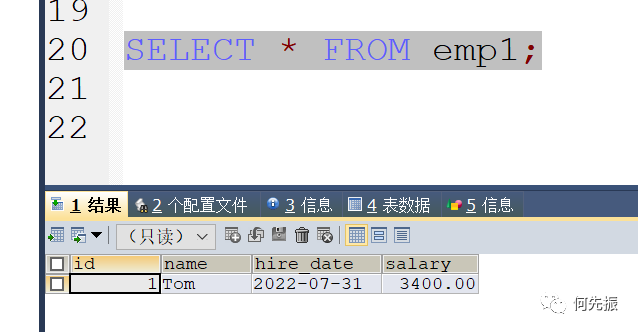 19
20 SELECT * FROM emp1;
21
22
1 结果 2 个配置文件 3 信息 4 表数据 5 信息
（只读）
id name hire_date salary
1 Tom 2022-07-31 3400.00
何先振